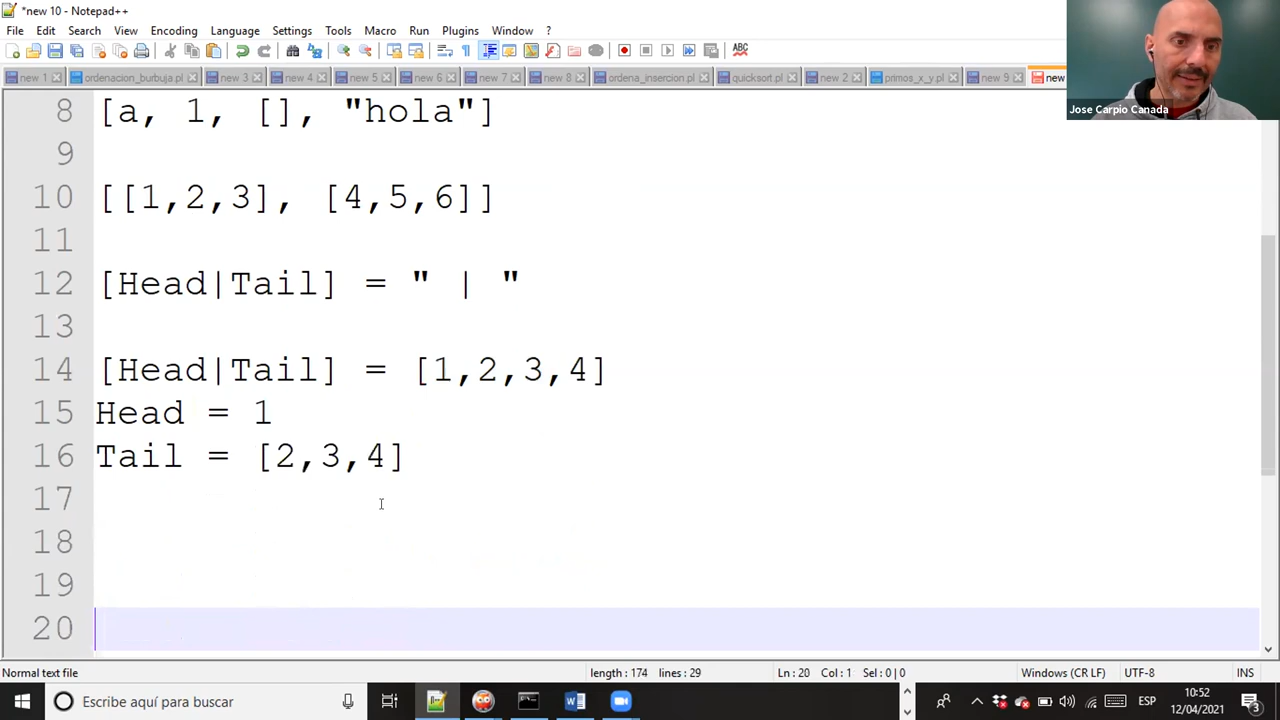 *new 10 - Notepad++
File Edit Search View Encoding Language Settings Tools Macro Run Plugins Window ?
new 1 ordenacion_burbuja.pl new 3 new 4 new 5 new 6 new 7 new 8 ordena_insercion.pl quicksort.pl new 2 primos_x_y.pl new 9 new
Jose Carpio Canada
8 [a, 1, [], "hola"]
9
10 [[1,2,3], [4,5,6]]
11
12 [Head|Tail] = " | "
13
14 [Head|Tail] = [1,2,3,4]
15 Head = 1
16 Tail = [2,3,4]
17
18
19
20
Normal text file length : 174 lines : 29 Ln : 20 Col : 1 Sel : 0 | 0 Windows (CR LF) UTF-8 INS
Escribe aquí para buscar ESP 10:52
12/04/2021 3